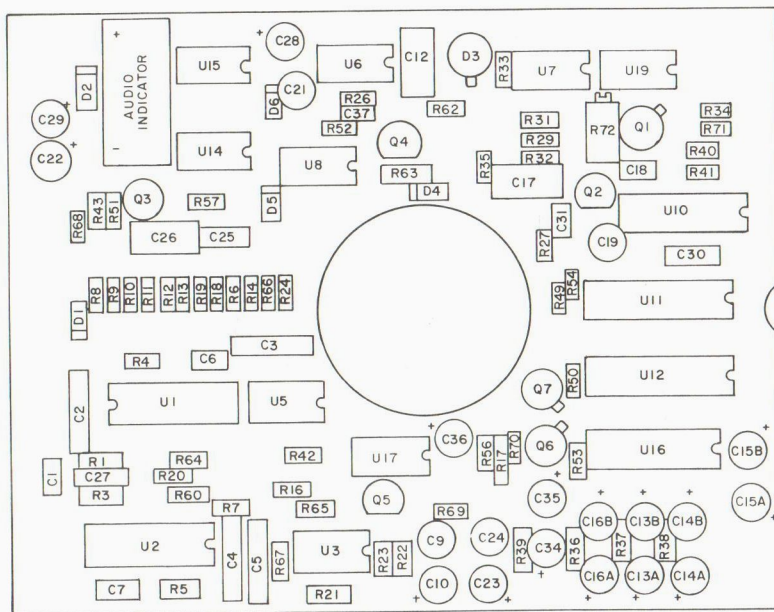 +
C28
C12
D3
R33
U15
U6
U7
U19
D2
AUDIO
INDICATOR
C21
D6
R26
C37
R62
R52
R31
R72
Q1
R34
R71
C29
C22
U14
U8
Q4
R29
R32
R35
R40
R41
R63
C17
C18
D4
Q2
R43
R51
Q3
R57
D5
C31
U10
R68
C26
C25
R27
C19
C30
R8
R9
R10
R11
R12
R13
R19
R18
R6
R14
R66
R24
R49
R54
U11
D1
C3
R4
C6
C2
U1
U5
Q7
R50
U12
C36
R56
R17
R70
Q6
R53
U16
C15B
C1
R1
C27
R3
R64
R20
R60
R42
U17
R16
Q5
C35
C15A
R7
R65
R69
C16B
C13B
C14B
U2
C4
C5
R67
U3
R23
R22
C9
C24
R39
C34
R36
R37
R38
C7
R5
R21
C10
C23
C16A
C13A
C14A